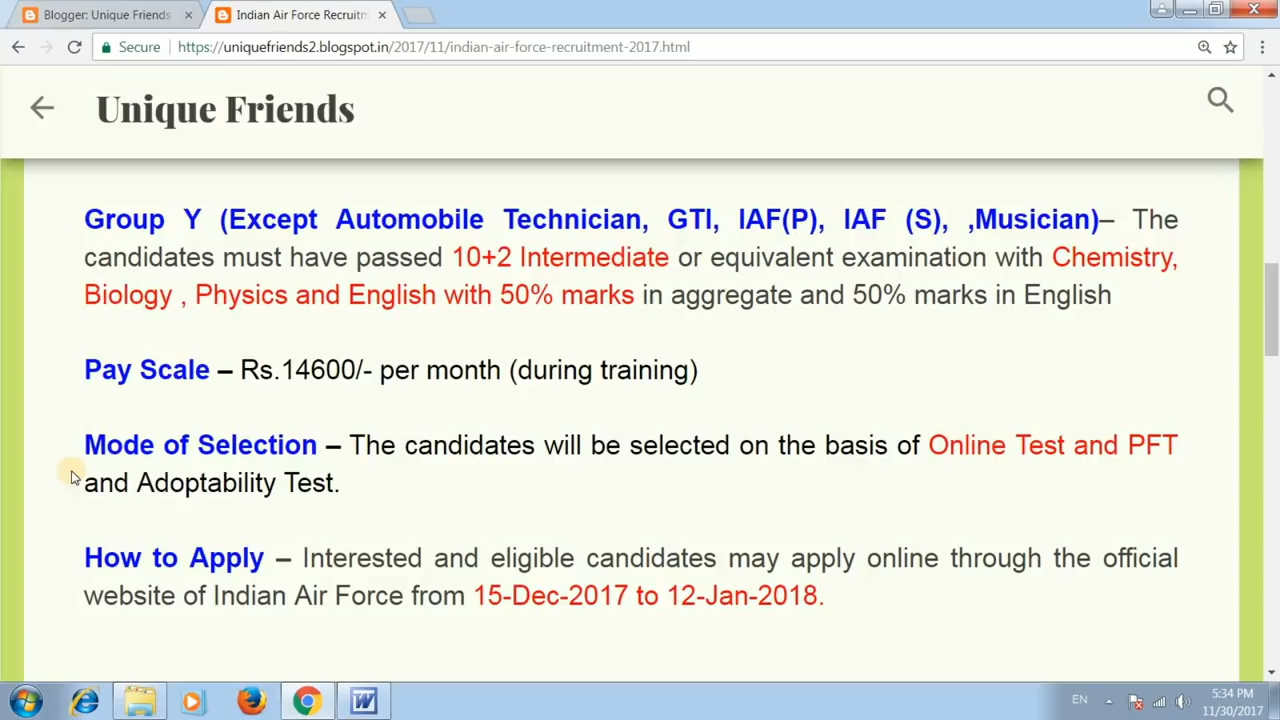 Blogger: Unique Friends
Indian Air Force Recruitm
Secure
https://uniquefriends2.blogspot.in/2017/11/indian-air-force-recruitment-2017.html
Unique Friends
Group Y (Except Automobile Technician, GTI, IAF(P), IAF (S), ,Musician)– The
candidates must have passed 10+2 Intermediate or equivalent examination with Chemistry,
Biology , Physics and English with 50% marks in aggregate and 50% marks in English
Pay Scale – Rs.14600/- per month (during training)
Mode of Selection – The candidates will be selected on the basis of Online Test and PFT
and Adoptability Test.
How to Apply – Interested and eligible candidates may apply online through the official
website of Indian Air Force from 15-Dec-2017 to 12-Jan-2018.
EN
5:34 PM
11/30/2017